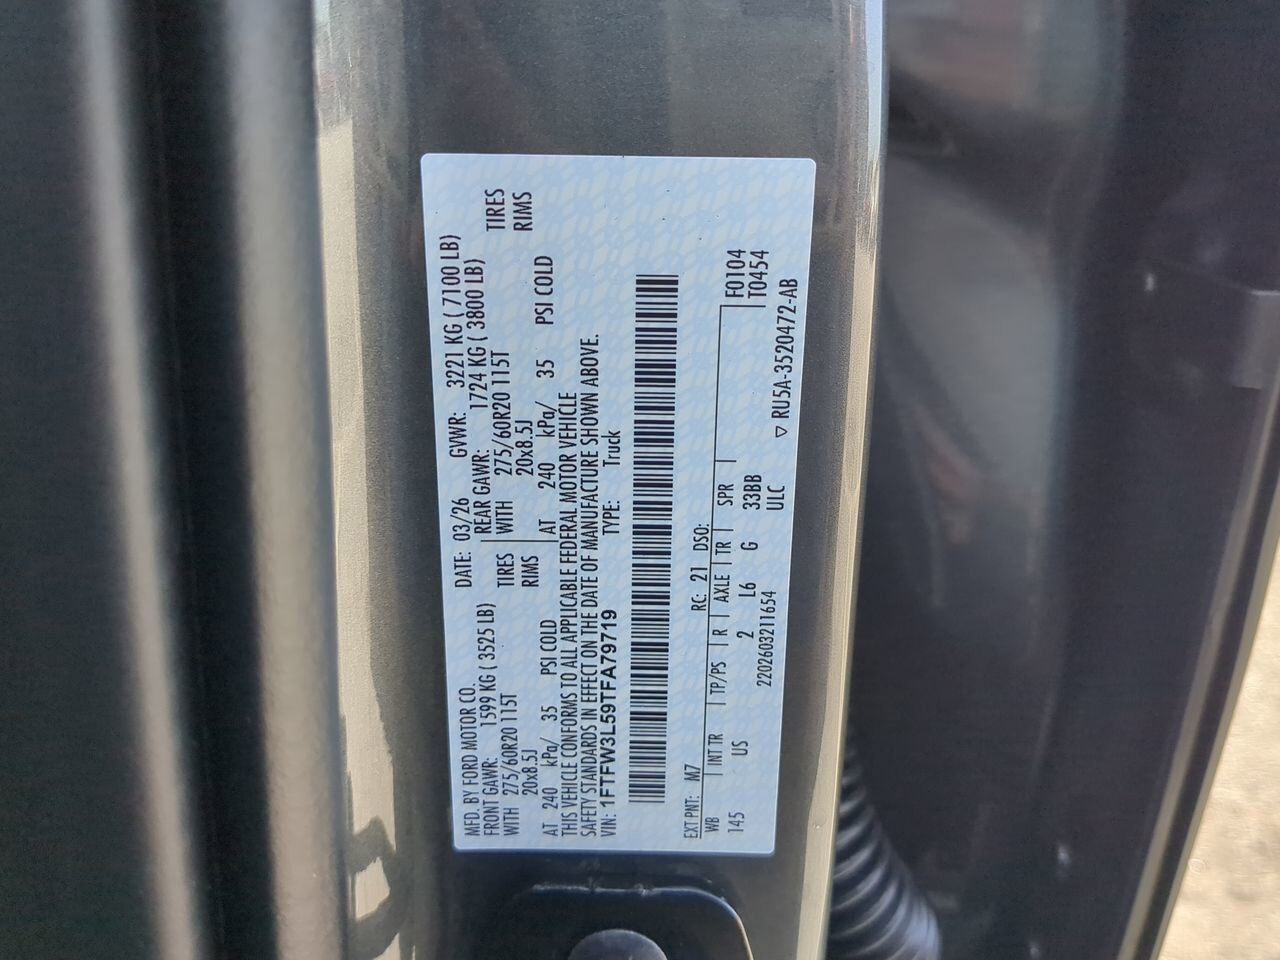 MFD. BY FORD MOTOR CO. DATE: 03/26 GVWR: 3221 KG ( 7100 LB)
FRONT GAWR: 1599 KG ( 3525 LB) REAR GAWR: 1724 KG ( 3800 LB)
WITH 275/60R20 115T TIRES WITH 275/60R20 115T TIRES
20x8.5J RIMS 20x8.5J RIMS
AT 240 kPa/ 35 PSI COLD AT 240 kPa/ 35 PSI COLD
THIS VEHICLE CONFORMS TO ALL APPLICABLE FEDERAL MOTOR VEHICLE
SAFETY STANDARDS IN EFFECT ON THE DATE OF MANUFACTURE SHOWN ABOVE.
VIN: 1FTFW3L59TFA79719 TYPE: Truck
EXT PNT: M7 RC: 21 DSO:
WB INT TR TP/PS R AXLE TR SPR F0104
145 US 2 L6 G 33BB T0454
2202603211654 ULC
▽ RU5A-3520472-AB